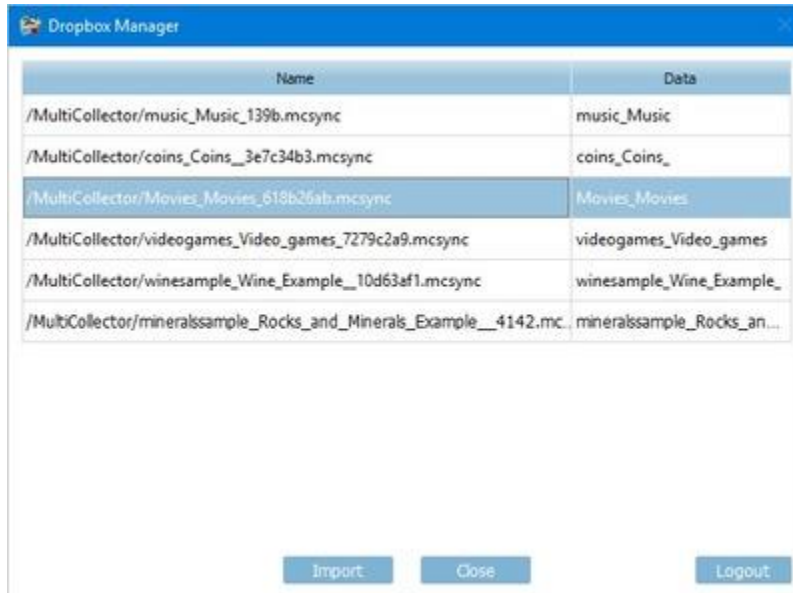 Dropbox Manager
Name Data
/MultiCollector/music_Music_139b.mcsync music_Music
/MultiCollector/coins_Coins__3e7c34b3.mcsync coins_Coins_
/MultiCollector/Movies_Movies_618b26ab.mcsync Movies_Movies
/MultiCollector/videogames_Video_games_7279c2a9.mcsync videogames_Video_games
/MultiCollector/winesample_Wine_Example__10d63af1.mcsync winesample_Wine_Example_
/MultiCollector/mineralssample_Rocks_and_Minerals_Example__4142.mc... mineralssample_Rocks_an...
Import Close Logout